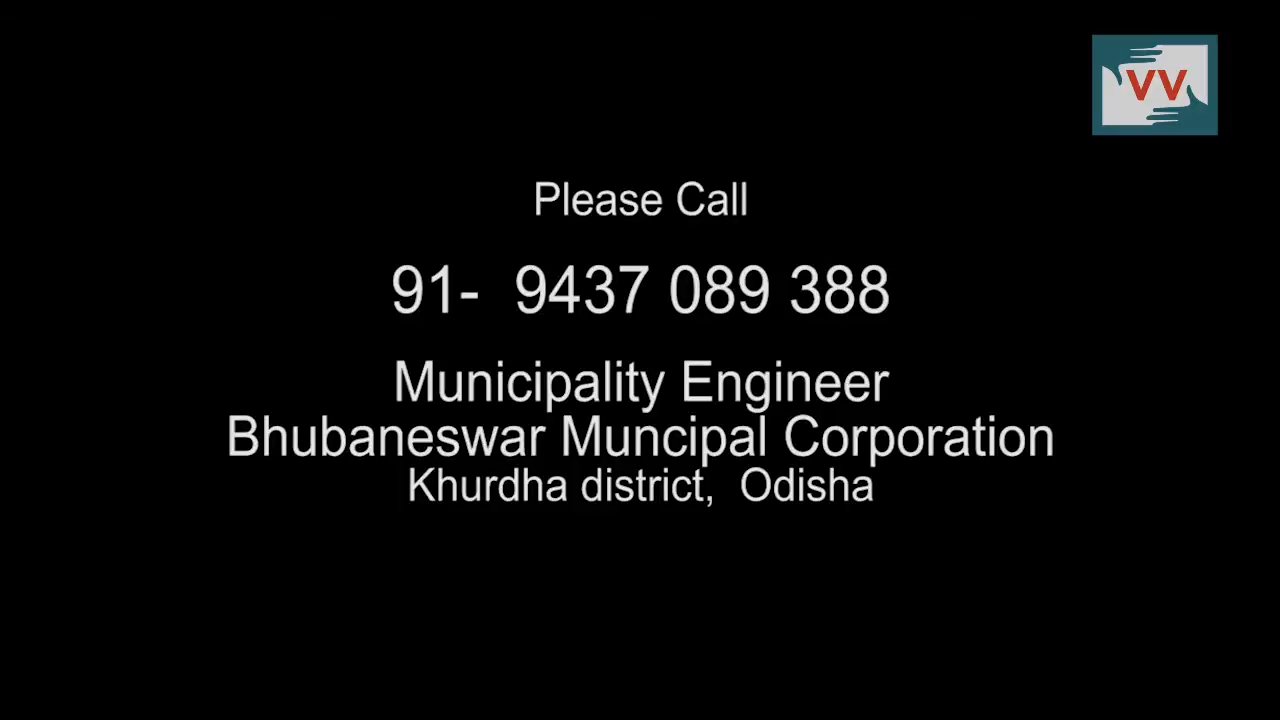 VV
Please Call
91-  9437 089 388
Municipality Engineer
Bhubaneswar Muncipal Corporation
Khurdha district,  Odisha